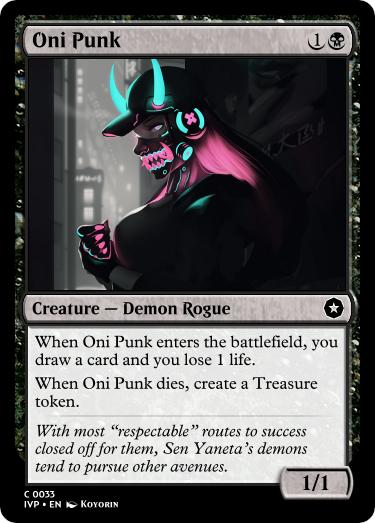 Oni Punk 1
Creature — Demon Rogue
When Oni Punk enters the battlefield, you
draw a card and you lose 1 life.
When Oni Punk dies, create a Treasure
token.
With most “respectable” routes to success
closed off for them, Sen Yaneta’s demons
tend to pursue other avenues.
1/1
C 0033
IVP • EN Koyorin